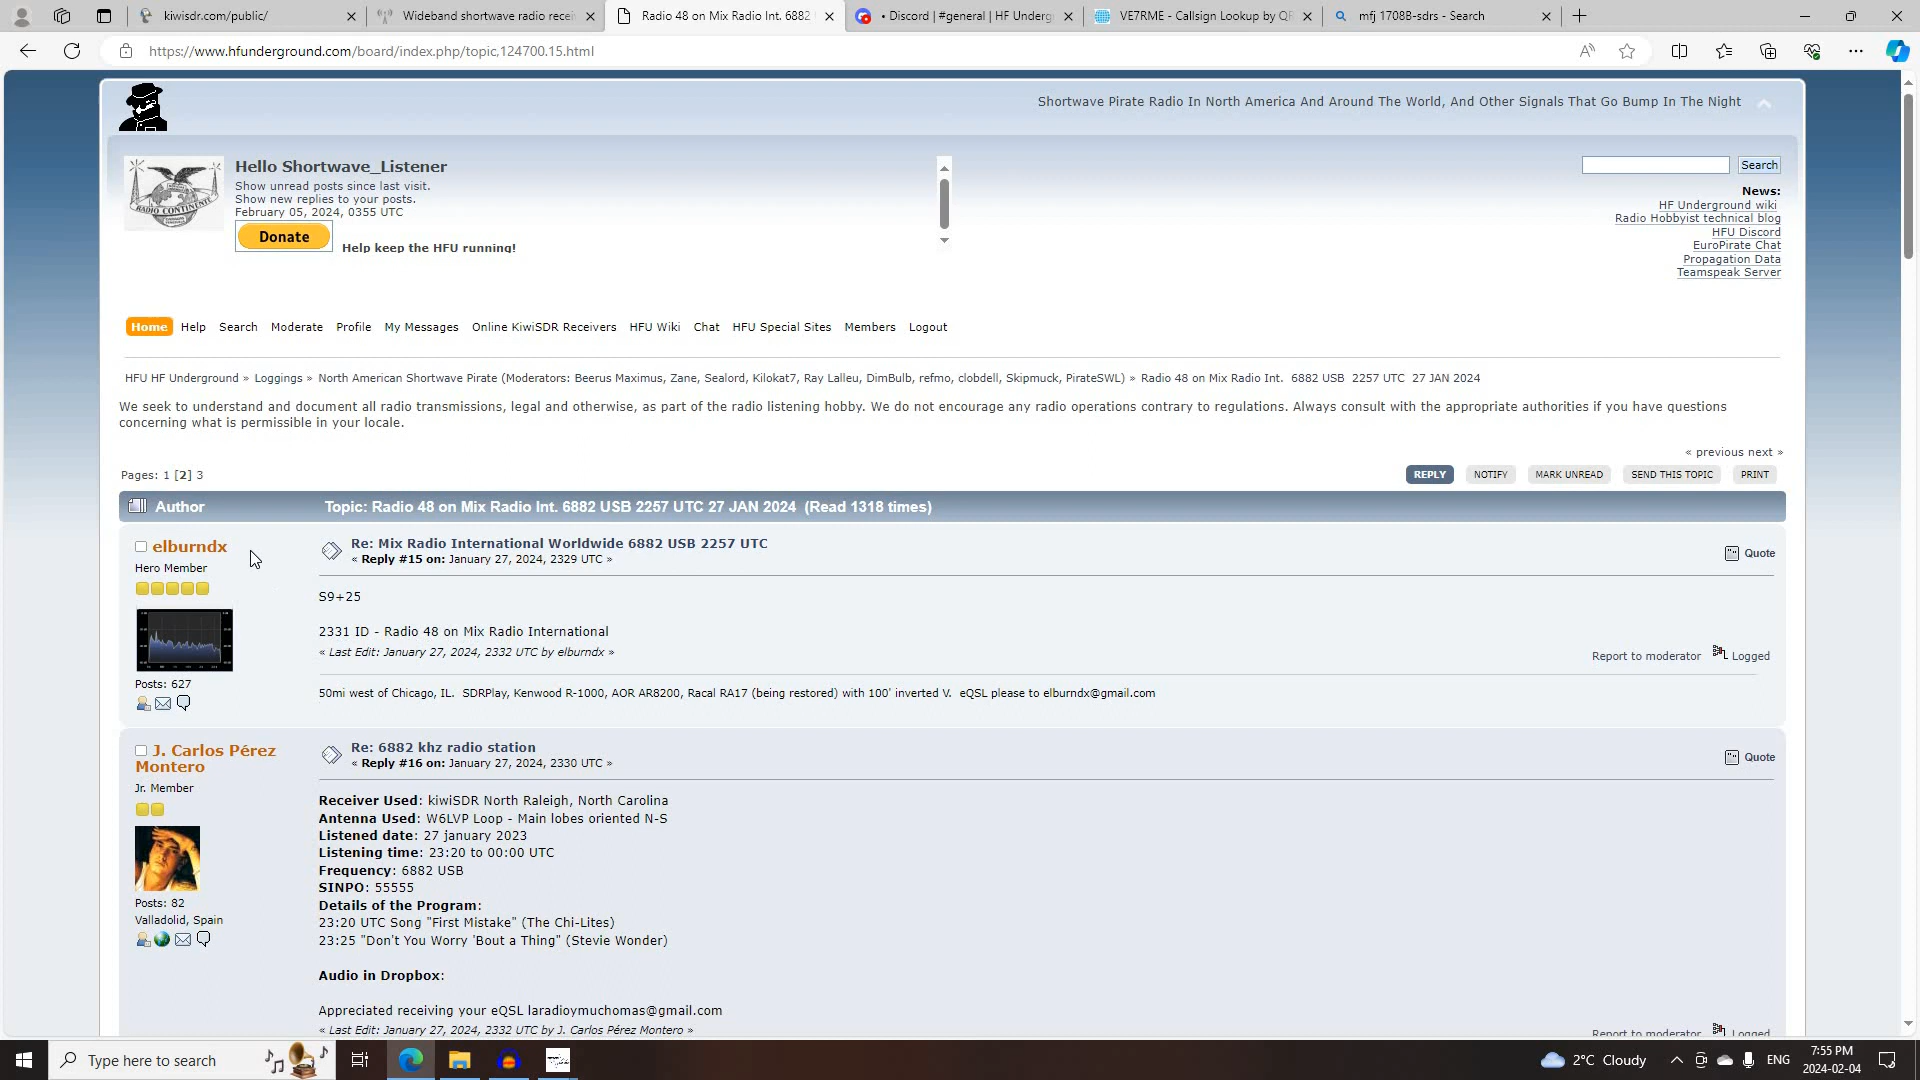 kiwisdr.com/public/
Wideband shortwave radio recei
Radio 48 on Mix Radio Int. 6882
• Discord | #general | HF Underg
VE7RME - Callsign Lookup by QR
mfj 1708B-sdrs - Search
https://www.hfunderground.com/board/index.php/topic,124700.15.html
Shortwave Pirate Radio In North America And Around The World, And Other Signals That Go Bump In The Night
RADIO CONTINENTE
Hello Shortwave_Listener
Show unread posts since last visit.
Show new replies to your posts.
February 05, 2024, 0355 UTC
Donate
Help keep the HFU running!
Search
News:
HF Underground wiki
Radio Hobbyist technical blog
HFU Discord
EuroPirate Chat
Propagation Data
Teamspeak Server
Home Help Search Moderate Profile My Messages Online KiwiSDR Receivers HFU Wiki Chat HFU Special Sites Members Logout
HFU HF Underground » Loggings » North American Shortwave Pirate (Moderators: Beerus Maximus, Zane, Sealord, Kilokat7, Ray Lalleu, DimBulb, refmo, clobdell, Skipmuck, PirateSWL) » Radio 48 on Mix Radio Int. 6882 USB 2257 UTC 27 JAN 2024
We seek to understand and document all radio transmissions, legal and otherwise, as part of the radio listening hobby. We do not encourage any radio operations contrary to regulations. Always consult with the appropriate authorities if you have questions
concerning what is permissible in your locale.
« previous next »
Pages: 1 [2] 3
REPLY NOTIFY MARK UNREAD SEND THIS TOPIC PRINT
Author Topic: Radio 48 on Mix Radio Int. 6882 USB 2257 UTC 27 JAN 2024 (Read 1318 times)
elburndx
Hero Member
Posts: 627
Re: Mix Radio International Worldwide 6882 USB 2257 UTC
« Reply #15 on: January 27, 2024, 2329 UTC »
Quote
S9+25
2331 ID - Radio 48 on Mix Radio International
« Last Edit: January 27, 2024, 2332 UTC by elburndx »
Report to moderator Logged
50mi west of Chicago, IL. SDRPlay, Kenwood R-1000, AOR AR8200, Racal RA17 (being restored) with 100' inverted V. eQSL please to elburndx@gmail.com
J. Carlos Pérez
Montero
Jr. Member
Posts: 82
Valladolid, Spain
Re: 6882 khz radio station
« Reply #16 on: January 27, 2024, 2330 UTC »
Quote
Receiver Used: kiwiSDR North Raleigh, North Carolina
Antenna Used: W6LVP Loop - Main lobes oriented N-S
Listened date: 27 january 2023
Listening time: 23:20 to 00:00 UTC
Frequency: 6882 USB
SINPO: 55555
Details of the Program:
23:20 UTC Song "First Mistake" (The Chi-Lites)
23:25 "Don't You Worry 'Bout a Thing" (Stevie Wonder)
Audio in Dropbox:
Appreciated receiving your eQSL laradioymuchomas@gmail.com
« Last Edit: January 27, 2024, 2332 UTC by J. Carlos Pérez Montero »
Report to moderator Logged
Type here to search
2°C Cloudy
ENG
7:55 PM
2024-02-04